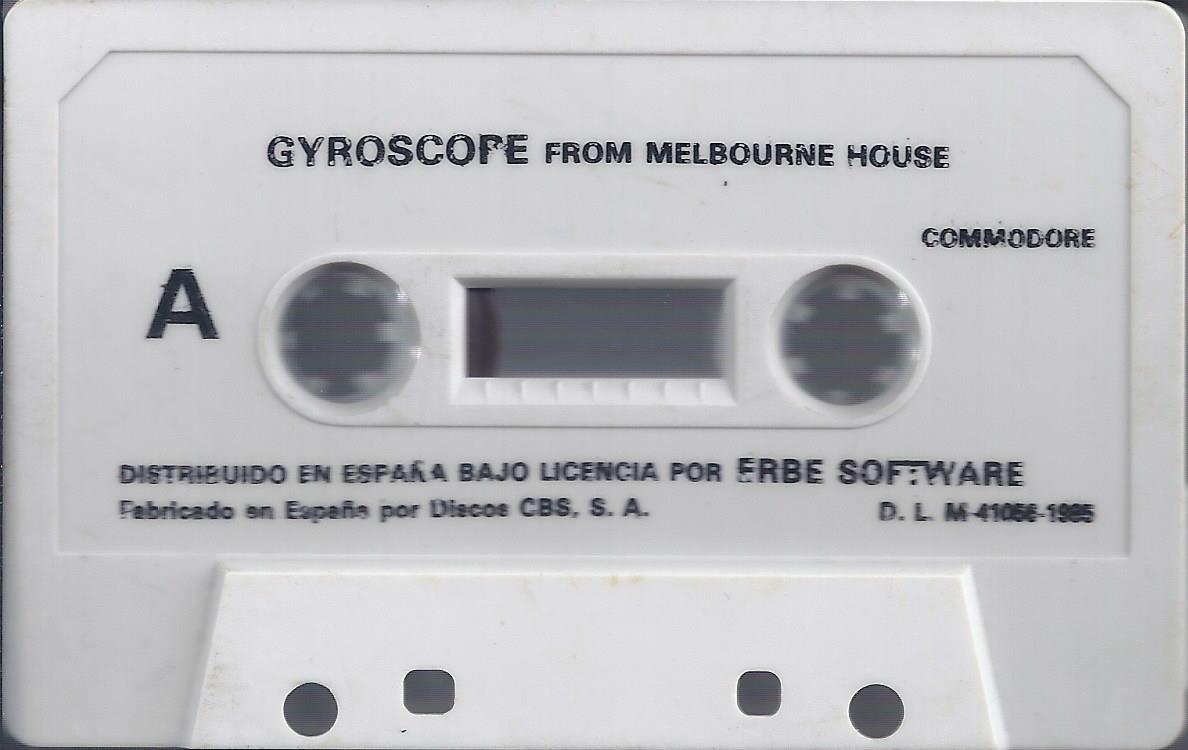 GYROSCOPE FROM MELBOURNE HOUSE
COMMODORE
A
DISTRIBUIDO EN ESPAÑA BAJO LICENCIA POR ERBE SOFTWARE
Fabricado en España por Discos CBS, S. A.
D. L. M-41056-1985